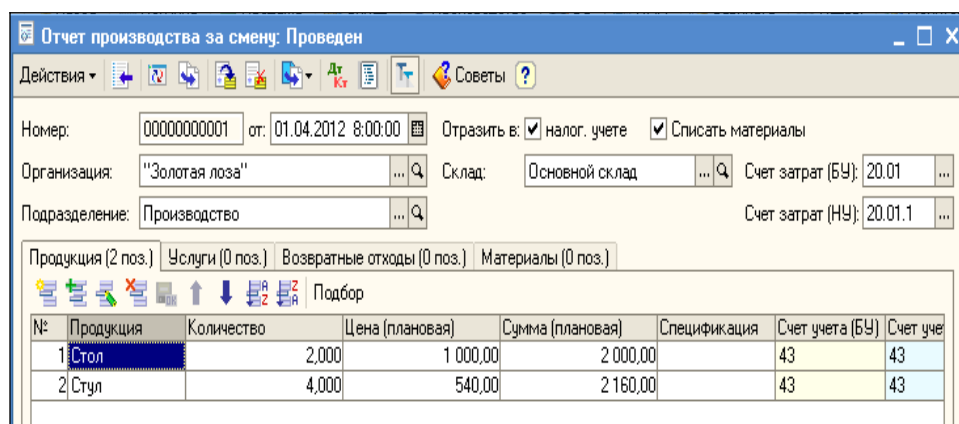 Отчет производства за смену: Проведен
Действия Дт Кт Советы ?
Номер: 00000000001 от: 01.04.2012 8:00:00 Отразить в: налог. учете Списать материалы
Организация: "Золотая лоза" ... Склад: Основной склад ... Счет затрат (БУ): 20.01 ...
Подразделение: Производство ... Счет затрат (НУ): 20.01.1 ...
Продукция (2 поз.) Услуги (0 поз.) Возвратные отходы (0 поз.) Материалы (0 поз.)
Подбор
№ Продукция Количество Цена (плановая) Сумма (плановая) Спецификация Счет учета (БУ) Счет уче
1 Стол 2,000 1 000,00 2 000,00 43 43
2 Стул 4,000 540,00 2 160,00 43 43